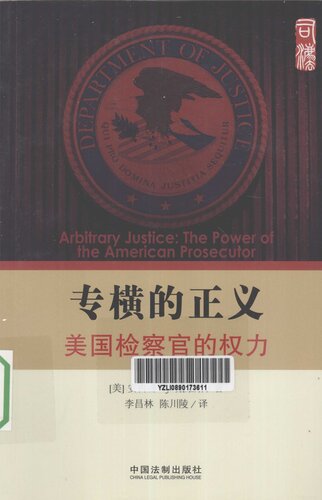 司法
DEPARTMENT OF JUSTICE
QUI PRO DOMINA JUSTITIA SEQUITUR
Arbitrary Justice: The Power of
the American Prosecutor
专横的正义
美国检察官的权力
[美]
YZLI0890173611
李昌林 陈川陵/译
中国法制出版社
CHINA LEGAL PUBLISHING HOUSE